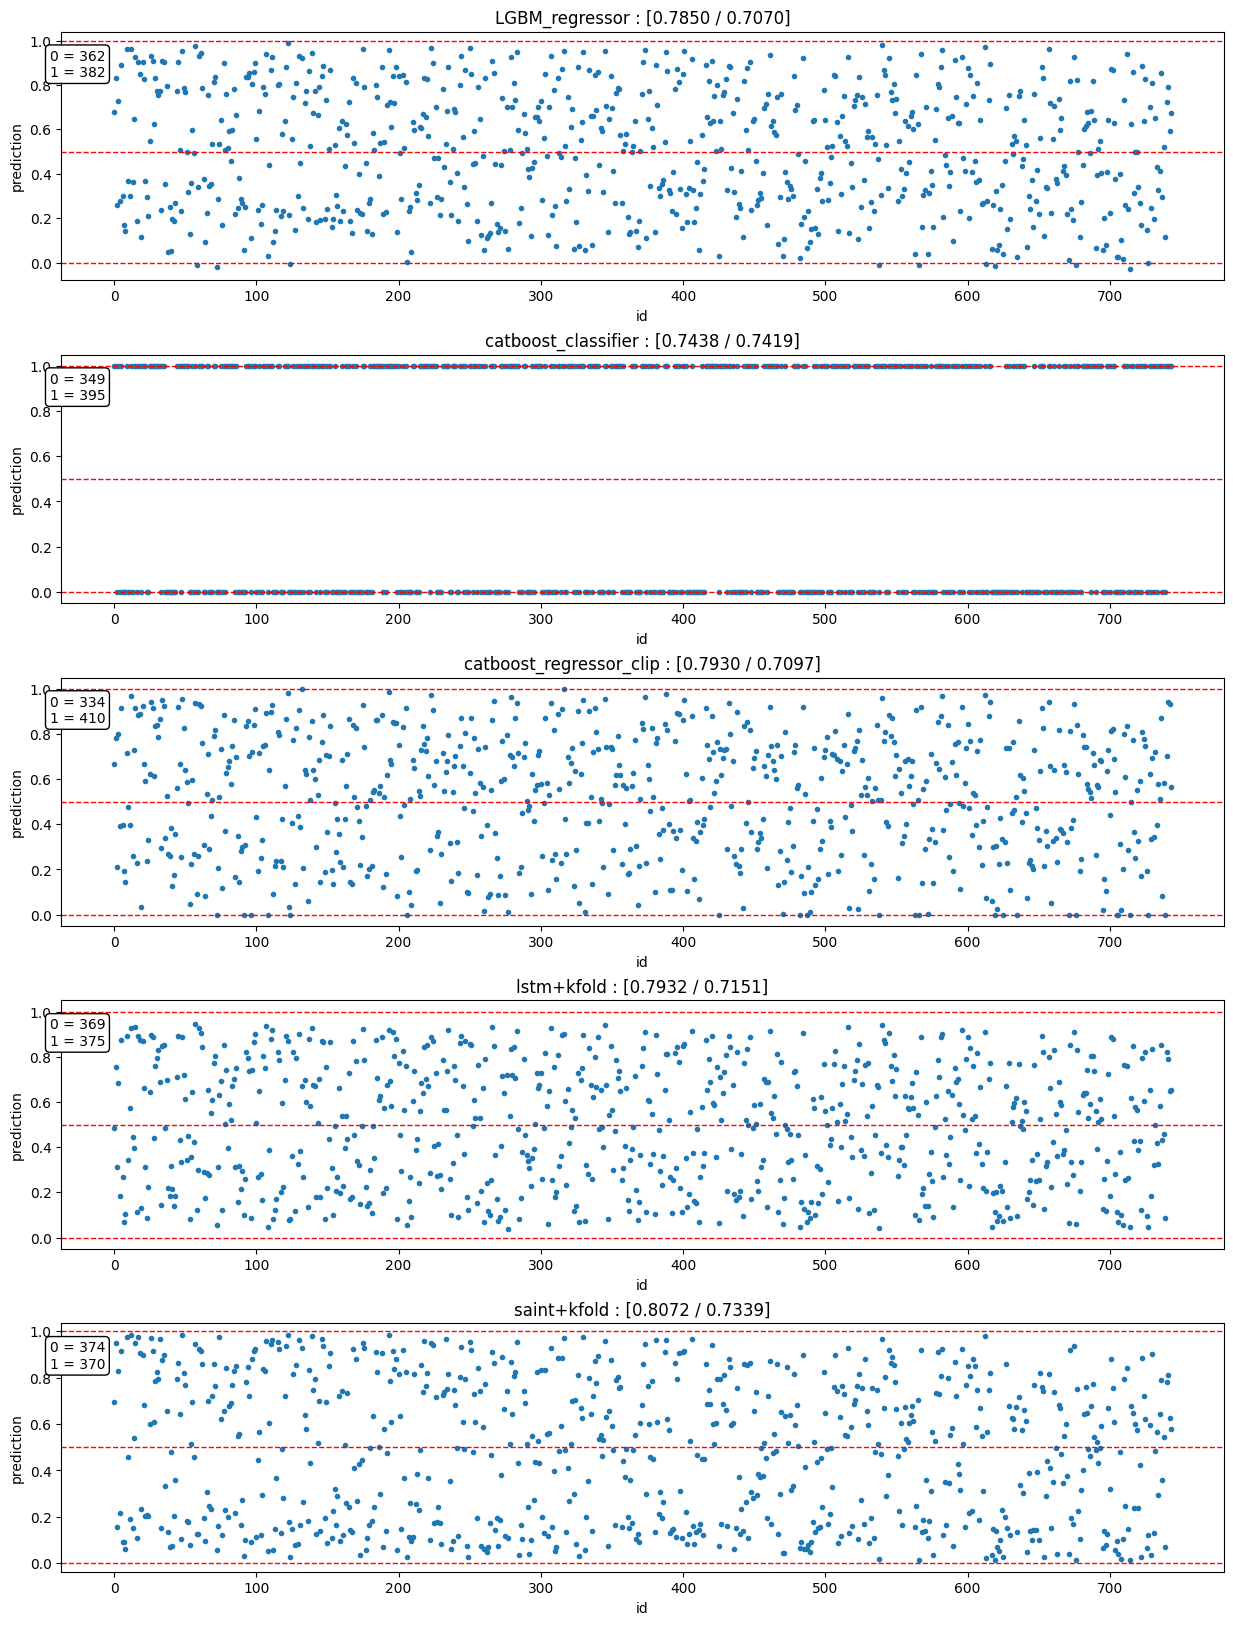 LGBM_regressor : [0.7850 / 0.7070]
1.0
0 = 362
1 = 382
0.8
0.6
0.4
0.2
0.0
prediction
0 100 200 300 400 500 600 700
id
catboost_classifier : [0.7438 / 0.7419]
1.0
0 = 349
1 = 395
0.8
0.6
0.4
0.2
0.0
prediction
0 100 200 300 400 500 600 700
id
catboost_regressor_clip : [0.7930 / 0.7097]
1.0
0 = 334
1 = 410
0.8
0.6
0.4
0.2
0.0
prediction
0 100 200 300 400 500 600 700
id
lstm+kfold : [0.7932 / 0.7151]
1.0
0 = 369
1 = 375
0.8
0.6
0.4
0.2
0.0
prediction
0 100 200 300 400 500 600 700
id
saint+kfold : [0.8072 / 0.7339]
1.0
0 = 374
1 = 370
0.8
0.6
0.4
0.2
0.0
prediction
0 100 200 300 400 500 600 700
id